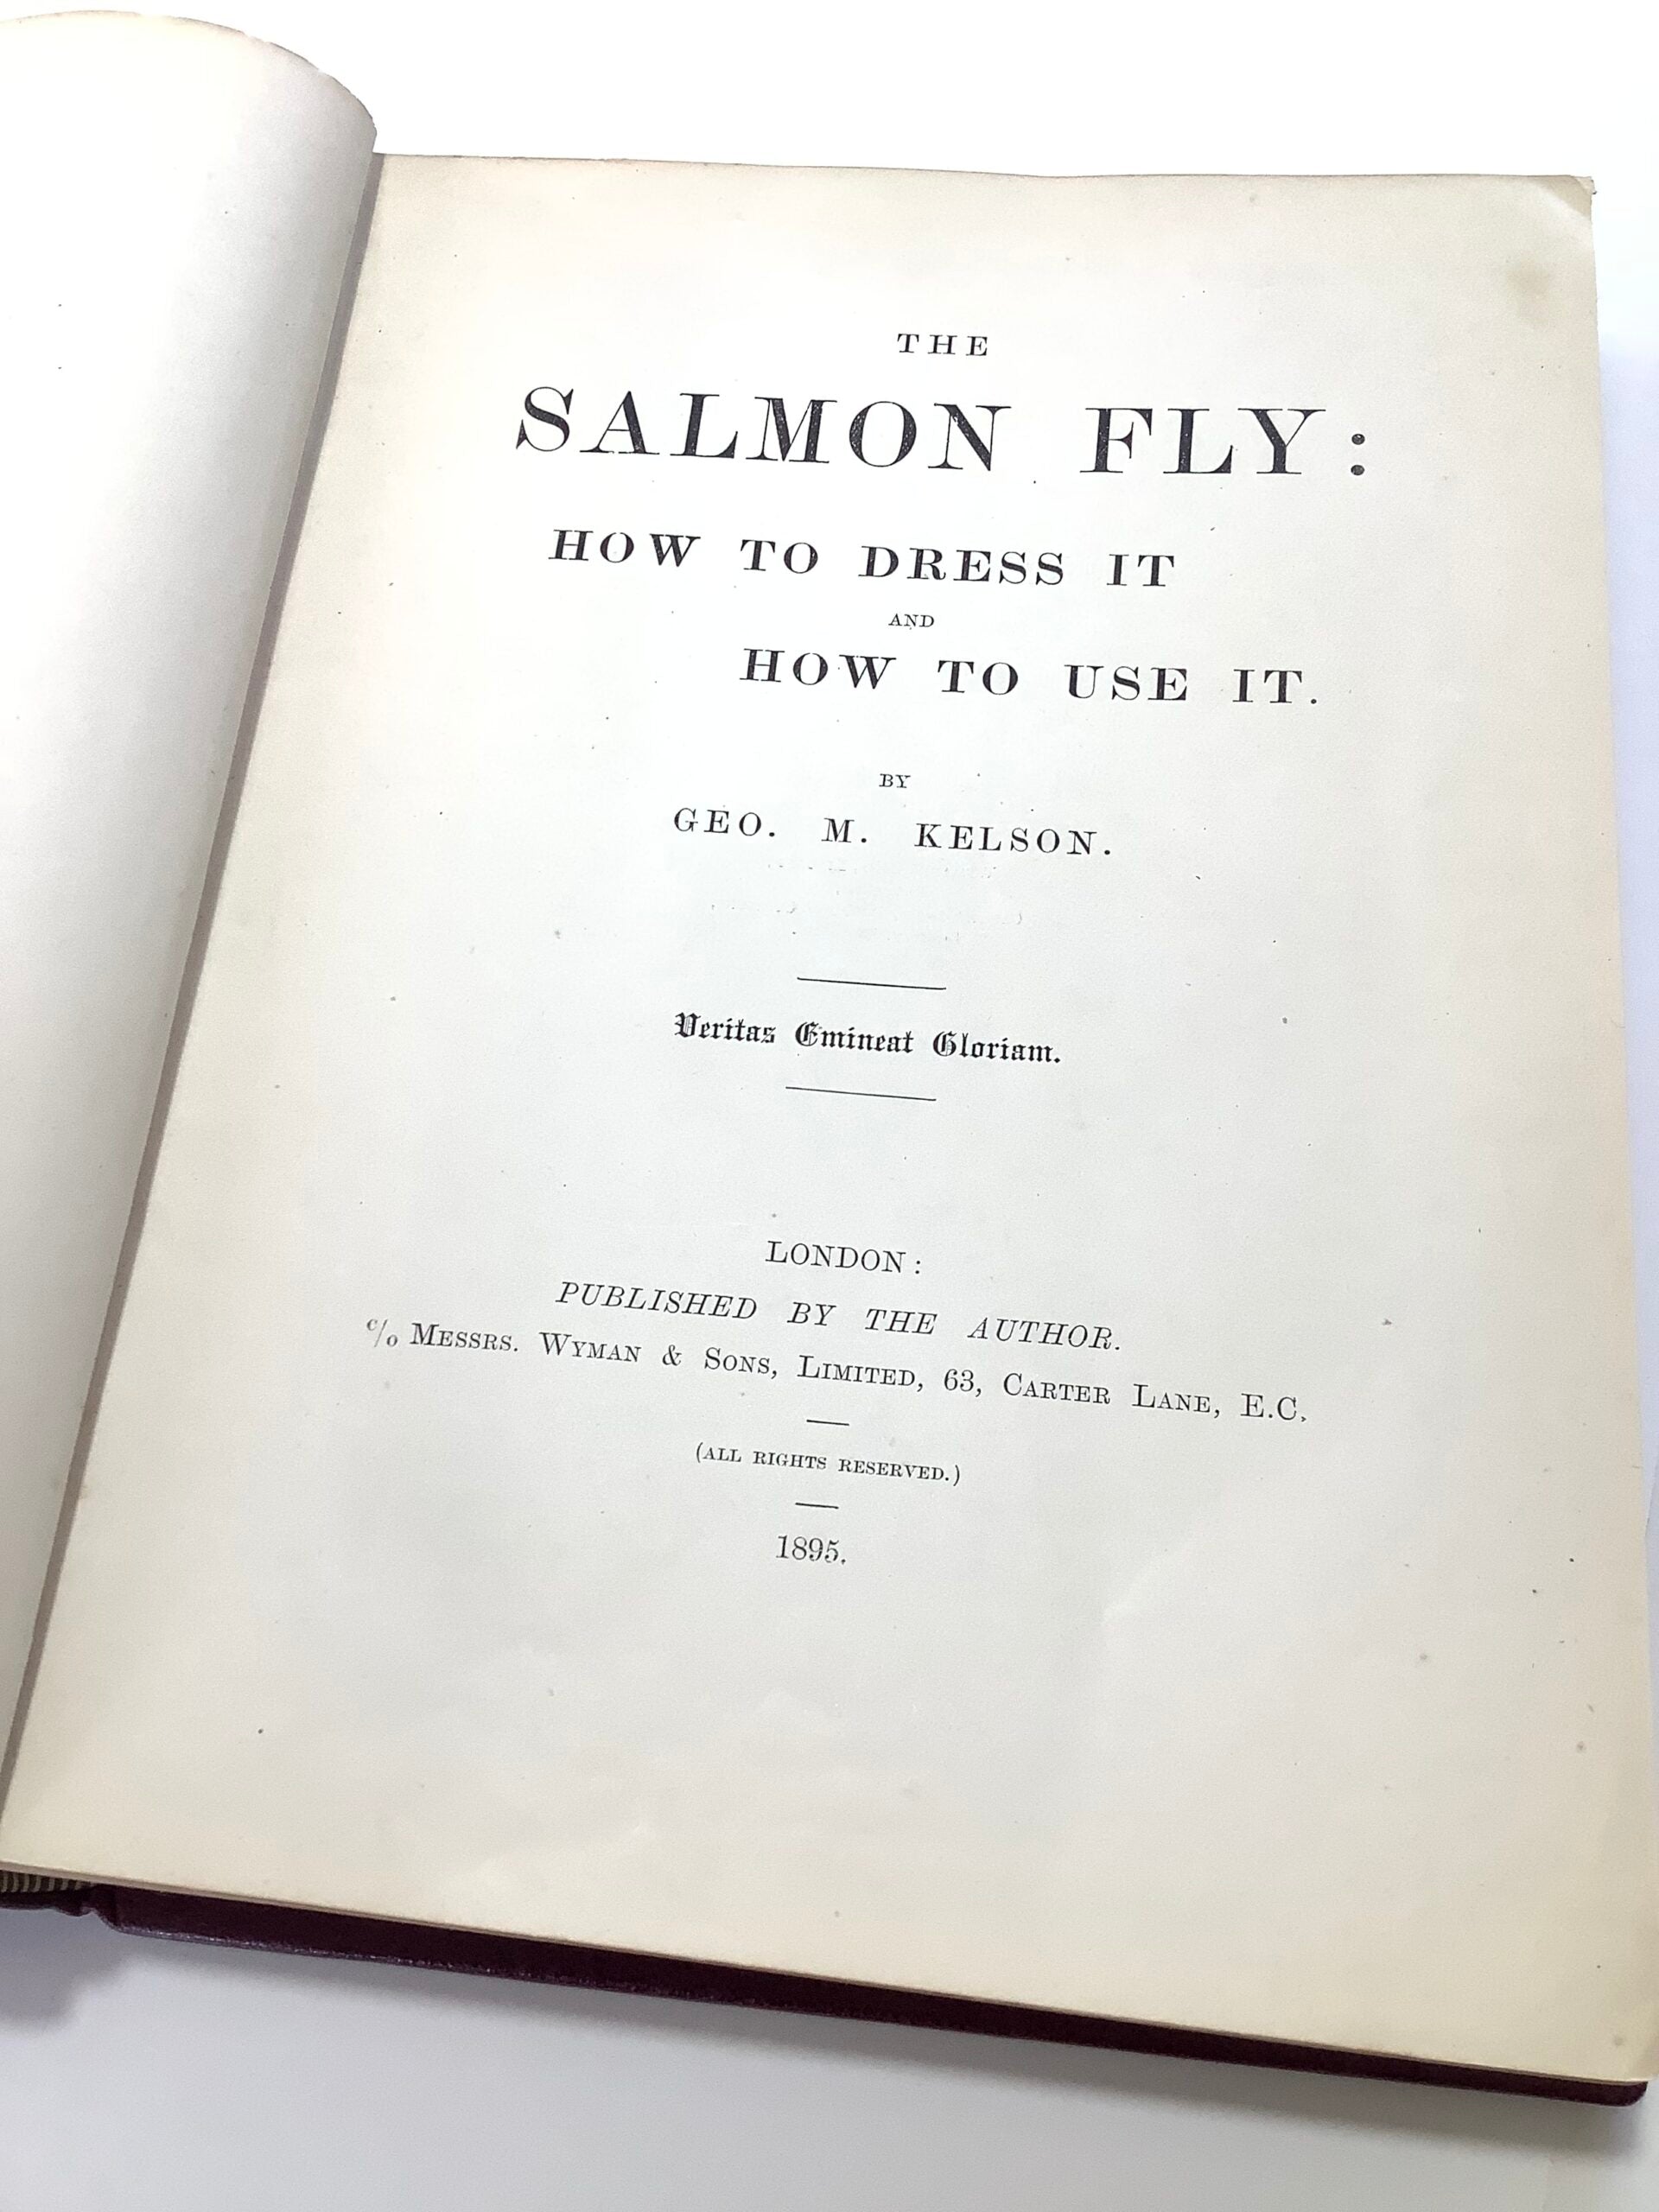 THE
SALMON FLY:
HOW TO DRESS IT
AND
HOW TO USE IT.
BY
GEO. M. KELSON.
Veritas Emineat Gloriam.
LONDON:
PUBLISHED BY THE AUTHOR.
c/o MESSRS. WYMAN & SONS, LIMITED, 63, CARTER LANE, E.C.
(ALL RIGHTS RESERVED.)
1895.